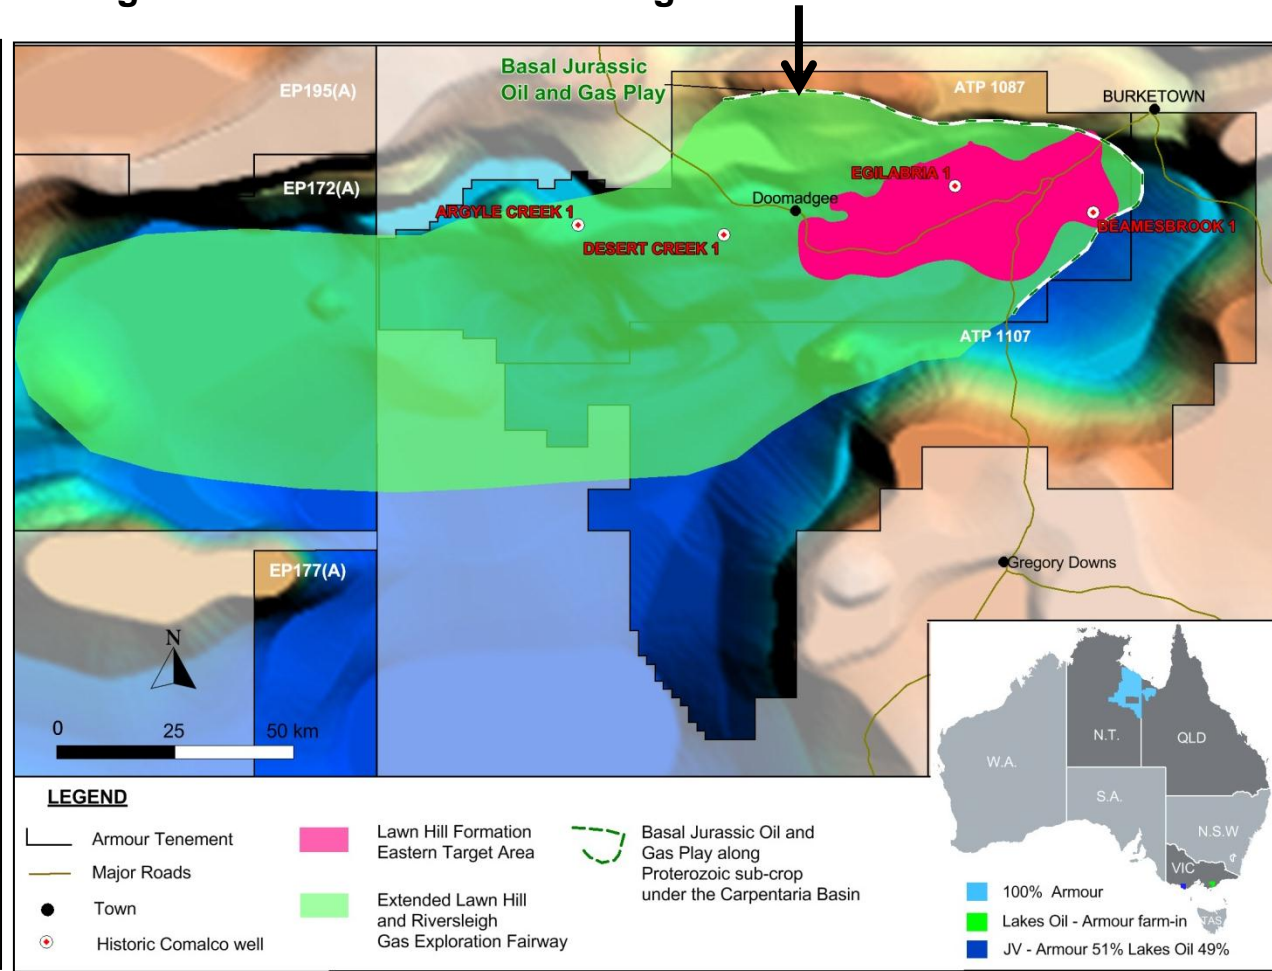 Basal Jurassic
Oil and Gas Play
EP195(A)
ATP 1087
BURKETOWN
EP172(A)
EGILABRIA 1
Doomadgee
ARGYLE CREEK 1
BEAMESBROOK 1
DESERT CREEK 1
ATP 1107
EP177(A)
Gregory Downs
N
0 25 50 km
N.T.
QLD
W.A.
S.A.
N.S.W
VIC
TAS
100% Armour
Lakes Oil - Armour farm-in
JV - Armour 51% Lakes Oil 49%
LEGEND
Armour Tenement
Major Roads
Town
Historic Comalco well
Lawn Hill Formation
Eastern Target Area
Extended Lawn Hill
and Riversleigh
Gas Exploration Fairway
Basal Jurassic Oil and
Gas Play along
Proterozoic sub-crop
under the Carpentaria Basin